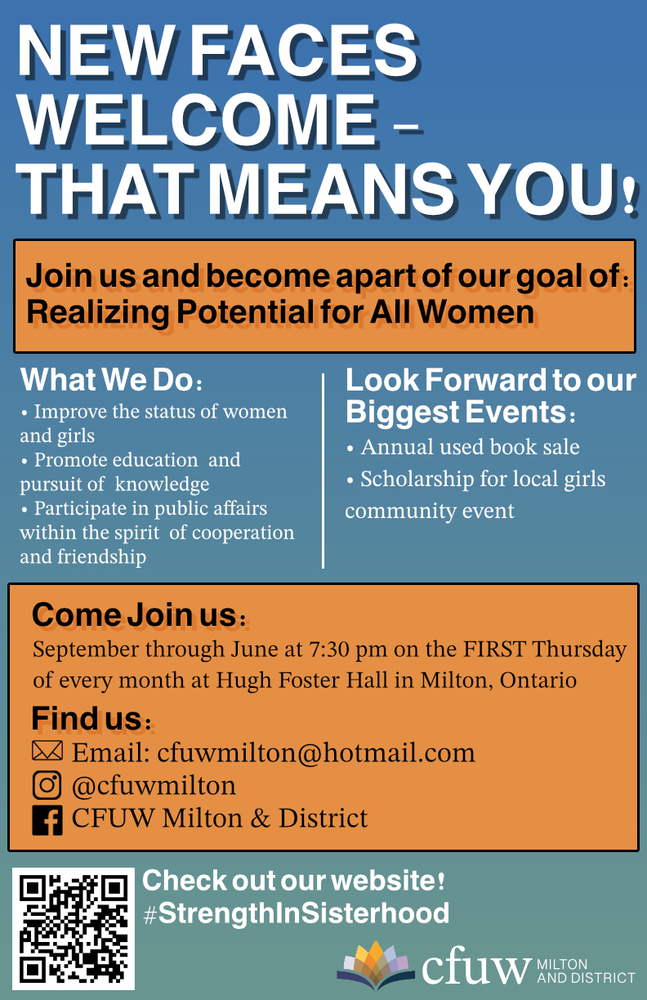 NEW FACES
WELCOME –
THAT MEANS YOU!
Join us and become apart of our goal of:
Realizing Potential for All Women
What We Do:
• Improve the status of women
and girls
• Promote education and
pursuit of knowledge
• Participate in public affairs
within the spirit of cooperation
and friendship
Look Forward to our
Biggest Events:
• Annual used book sale
• Scholarship for local girls
community event
Come Join us:
September through June at 7:30 pm on the FIRST Thursday
of every month at Hugh Foster Hall in Milton, Ontario
Find us:
Email: cfuwmilton@hotmail.com
@cfuwmilton
CFUW Milton & District
Check out our website!
#StrengthInSisterhood
cfuw MILTON
AND DISTRICT